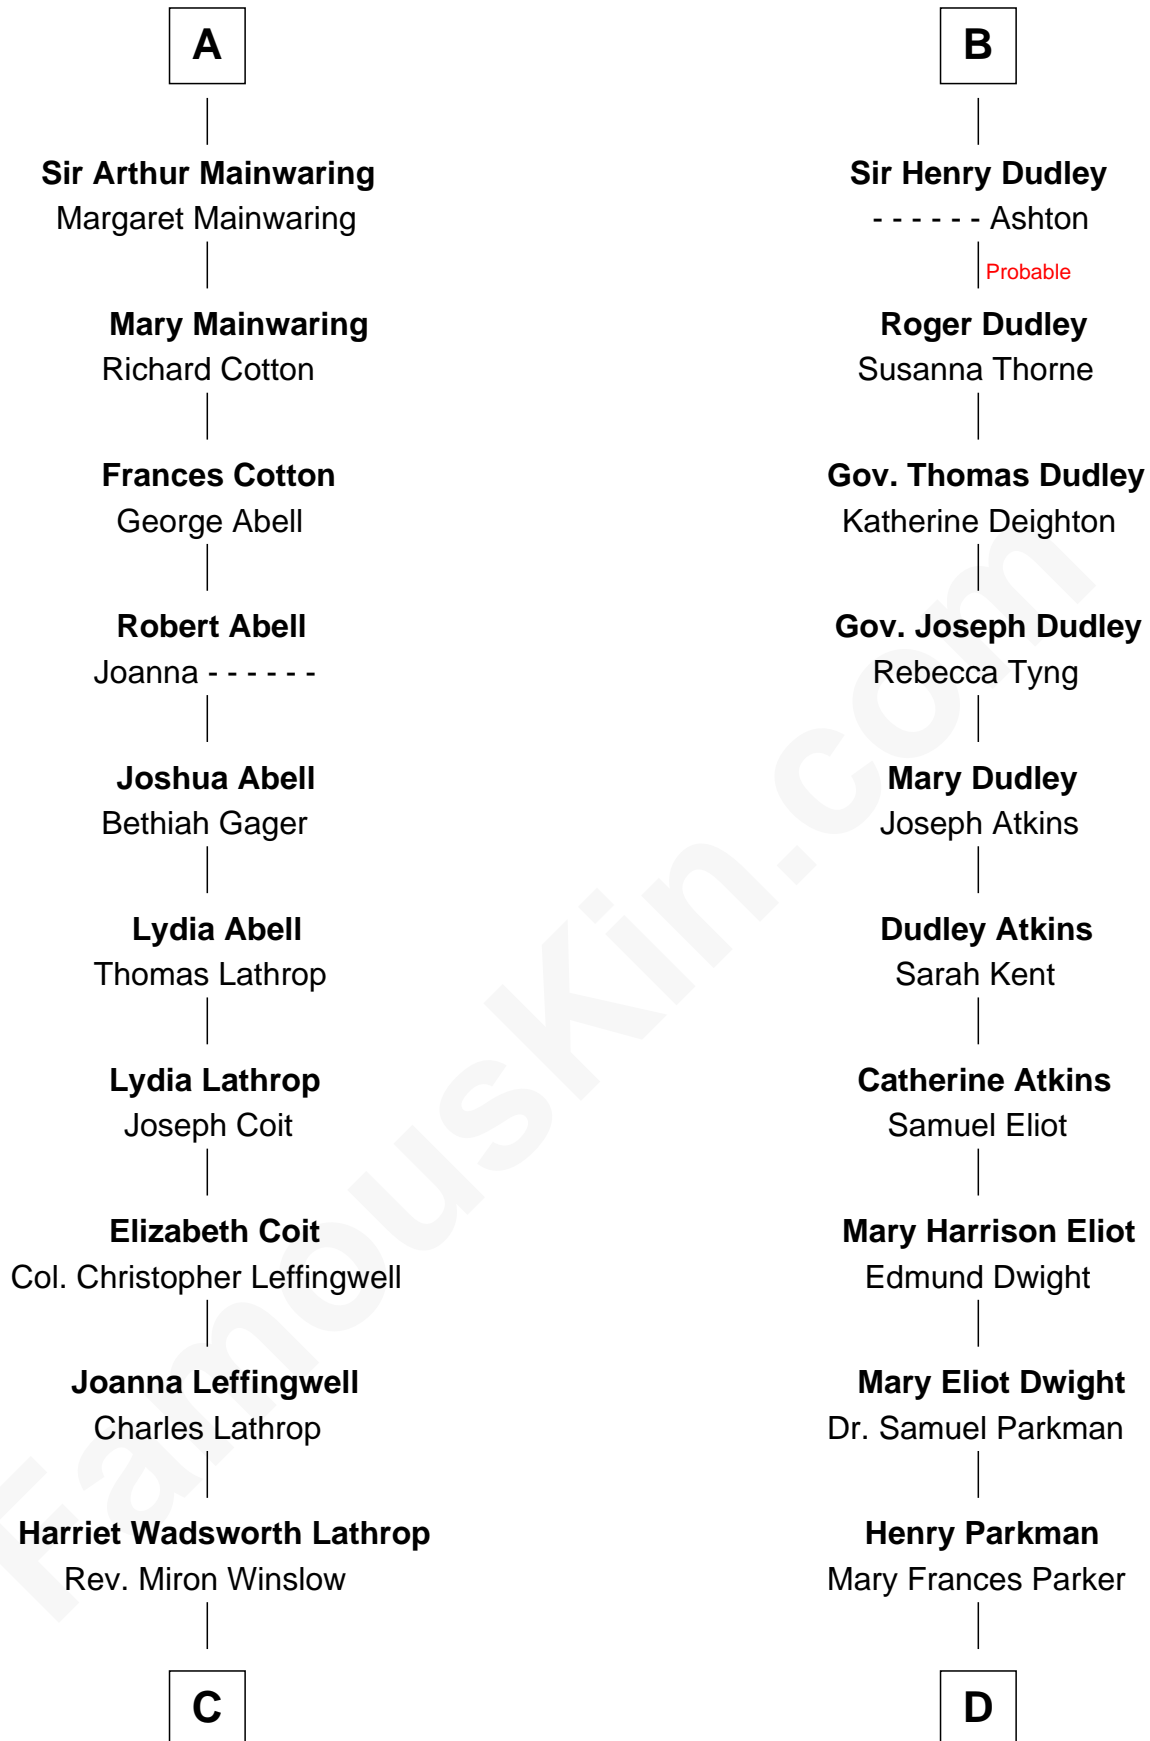 A
Sir Arthur Mainwaring
Margaret Mainwaring
Mary Mainwaring
Richard Cotton
Frances Cotton
George Abell
Robert Abell
Joanna - - - - - -
Joshua Abell
Bethiah Gager
Lydia Abell
Thomas Lathrop
Lydia Lathrop
Joseph Coit
Elizabeth Coit
Col. Christopher Leffingwell
Joanna Leffingwell
Charles Lathrop
Harriet Wadsworth Lathrop
Rev. Miron Winslow
C
B
Sir Henry Dudley
- - - - - - Ashton
Probable
Roger Dudley
Susanna Thorne
Gov. Thomas Dudley
Katherine Deighton
Gov. Joseph Dudley
Rebecca Tyng
Mary Dudley
Joseph Atkins
Dudley Atkins
Sarah Kent
Catherine Atkins
Samuel Eliot
Mary Harrison Eliot
Edmund Dwight
Mary Eliot Dwight
Dr. Samuel Parkman
Henry Parkman
Mary Frances Parker
D
FamousKin.com